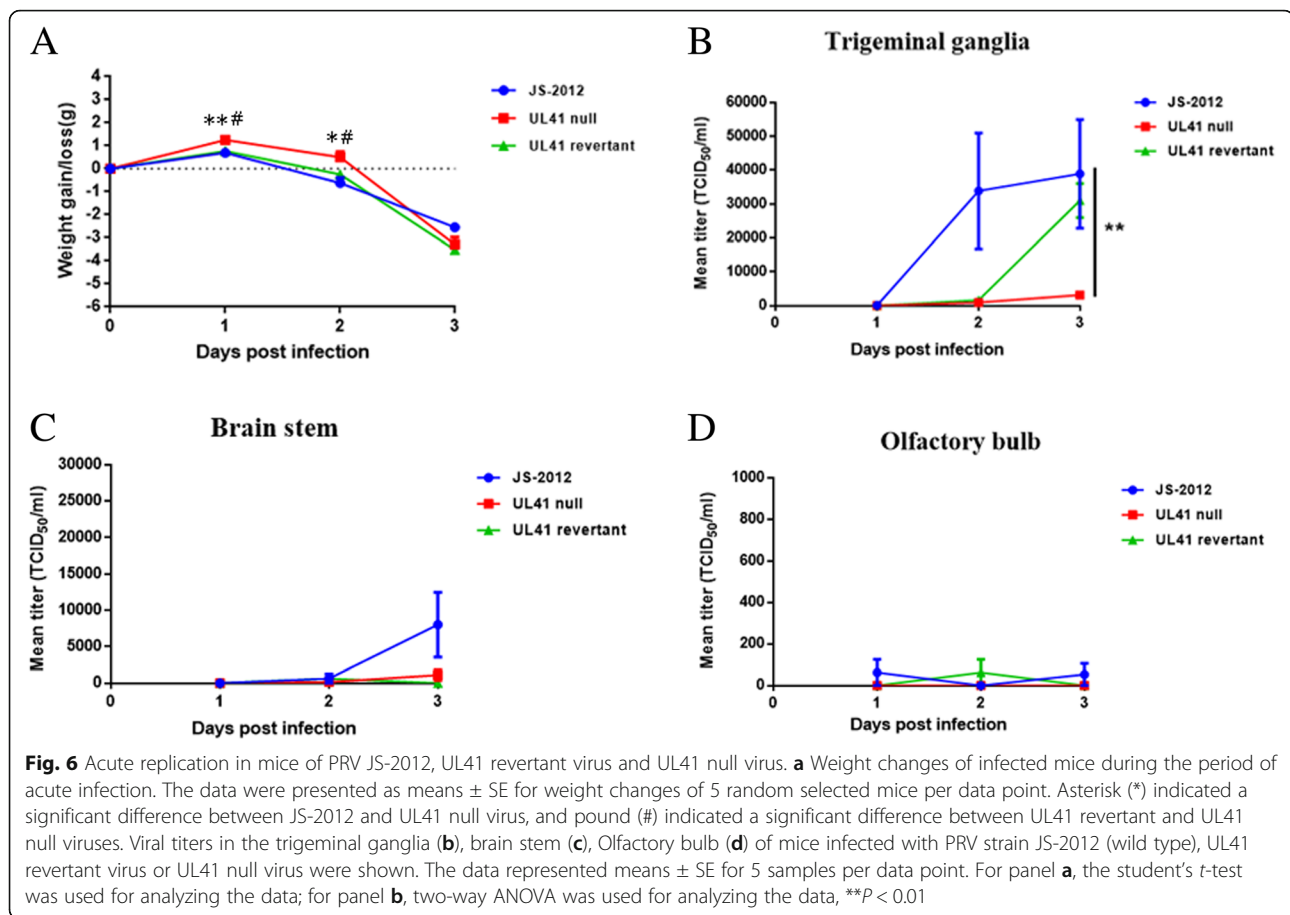 A
4
3
2
1
0
-1
-2
-3
-4
-5
-6
Weight gain/loss(g)
**#
*#
0 1 2 3
Days post infection
JS-2012
UL41 null
UL41 revertant
B
Trigeminal ganglia
60000
50000
40000
30000
20000
10000
0
Mean titer (TCID50/ml)
0 1 2 3
Days post infection
**
JS-2012
UL41 null
UL41 revertant
C
Brain stem
30000
25000
20000
15000
10000
5000
0
Mean titer (TCID50/ml)
0 1 2 3
Days post infection
JS-2012
UL41 null
UL41 revertant
D
Olfactory bulb
1000
800
600
400
200
0
Mean titer (TCID50/ml)
0 1 2 3
Days post infection
JS-2012
UL41 null
UL41 revertant
Fig. 6 Acute replication in mice of PRV JS-2012, UL41 revertant virus and UL41 null virus. a Weight changes of infected mice during the period of
acute infection. The data were presented as means ± SE for weight changes of 5 random selected mice per data point. Asterisk (*) indicated a
significant difference between JS-2012 and UL41 null virus, and pound (#) indicated a significant difference between UL41 revertant and UL41
null viruses. Viral titers in the trigeminal ganglia (b), brain stem (c), Olfactory bulb (d) of mice infected with PRV strain JS-2012 (wild type), UL41
revertant virus or UL41 null virus were shown. The data represented means ± SE for 5 samples per data point. For panel a, the student's t-test
was used for analyzing the data; for panel b, two-way ANOVA was used for analyzing the data, **P < 0.01